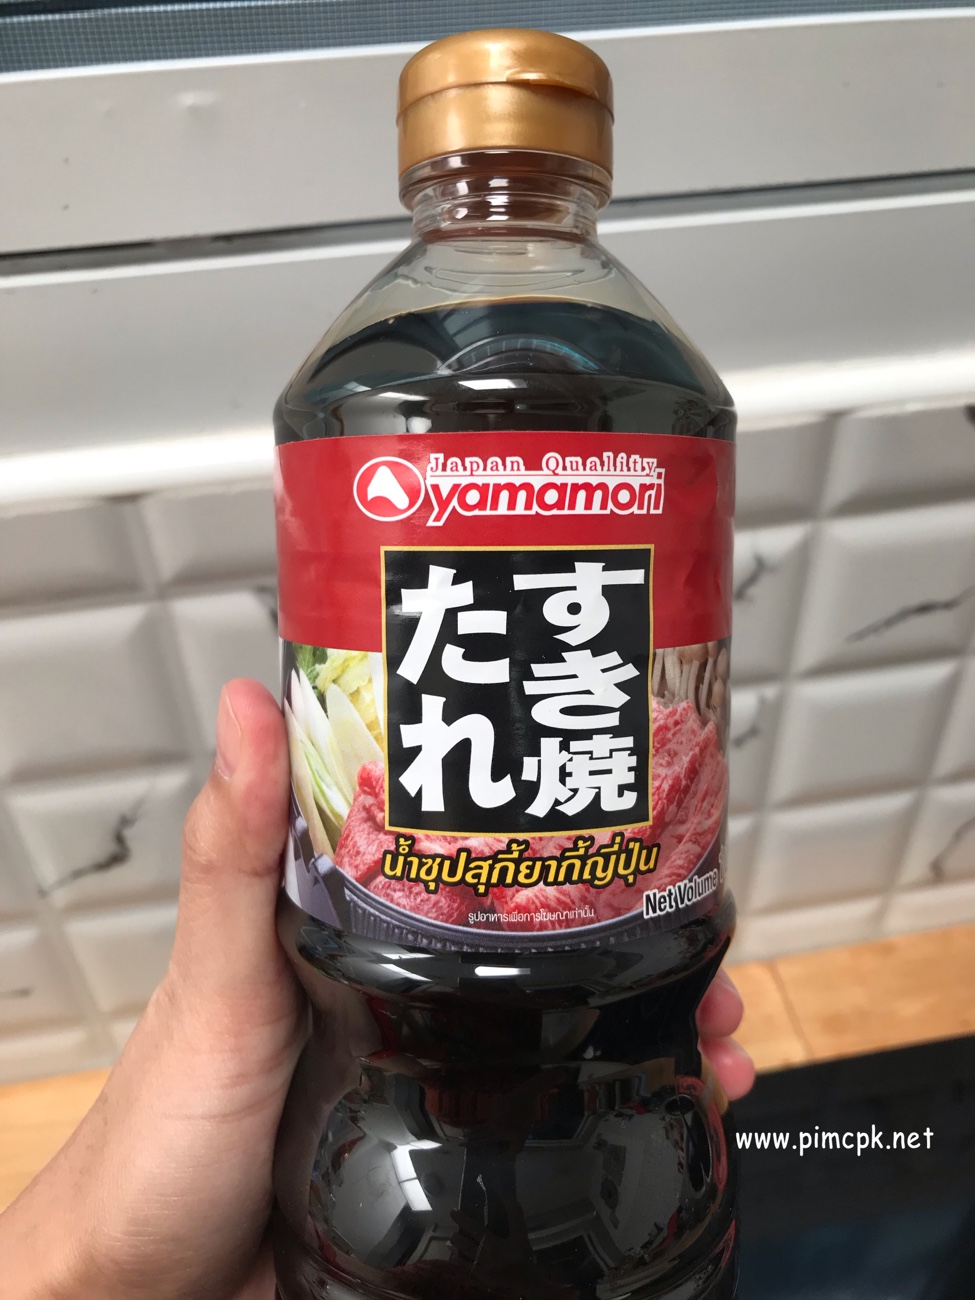 Japan Quality
yamamori
すき焼
たれ
น้ำซุปสุกี้ยากี้ญี่ปุ่น
รูปอาหารเพื่อการโฆษณาเท่านั้น
Net Volume
www.pimcpk.net